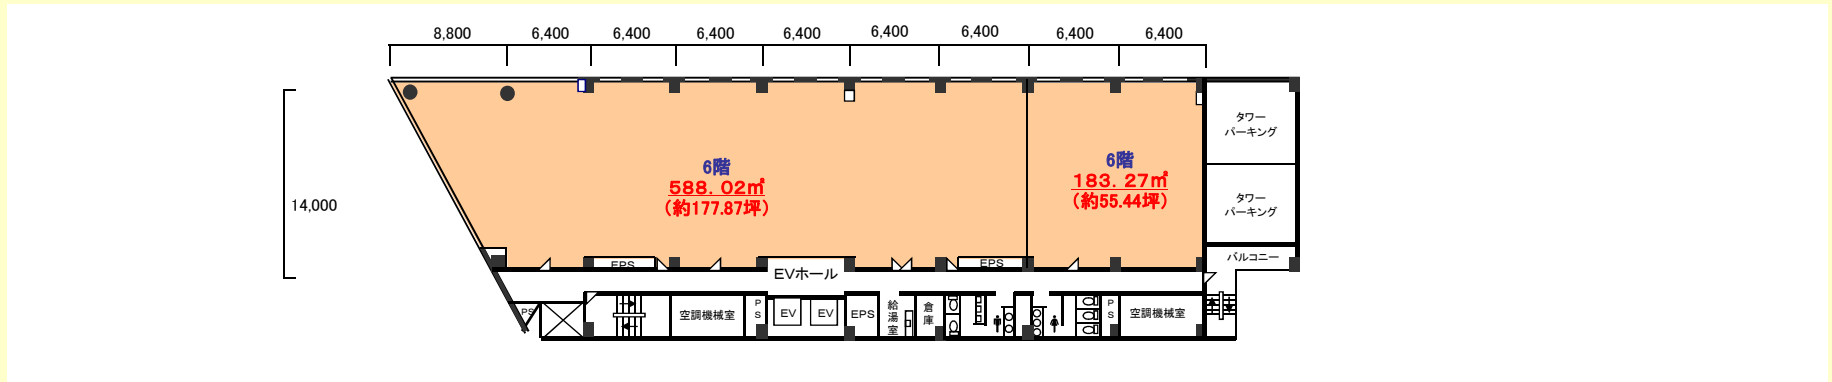 8,800
6,400
6,400
6,400
6,400
6,400
6,400
6,400
6,400
14,000
6階
588.02㎡
(約177.87坪)
6階
183.27㎡
(約55.44坪)
タワー
パーキング
タワー
パーキング
バルコニー
EPS
EVホール
EPS
PS
空調機械室
PS
EV
EV
EPS
給湯室
倉庫
PS
空調機械室